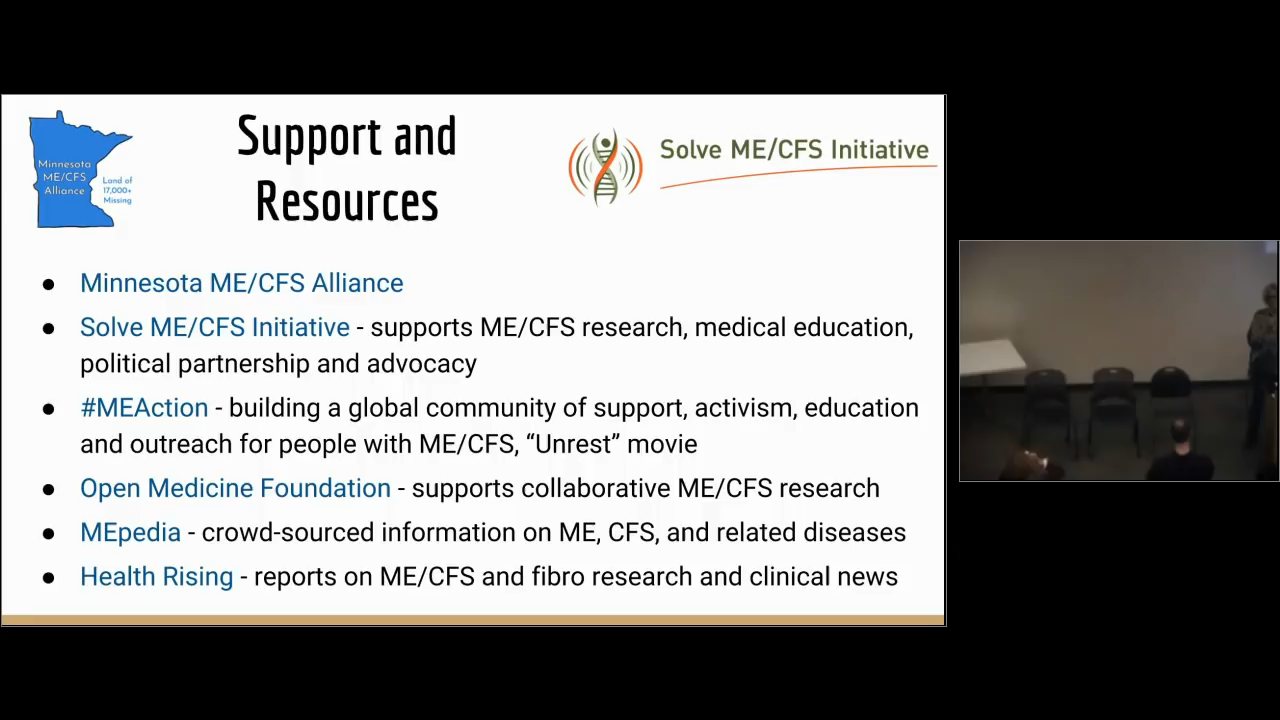 Minnesota
ME/CFS
Alliance
Land of
17,000+
Missing
Support and
Resources
Solve ME/CFS Initiative
● Minnesota ME/CFS Alliance
● Solve ME/CFS Initiative - supports ME/CFS research, medical education,
political partnership and advocacy
● #MEAction - building a global community of support, activism, education
and outreach for people with ME/CFS, “Unrest” movie
● Open Medicine Foundation - supports collaborative ME/CFS research
● MEpedia - crowd-sourced information on ME, CFS, and related diseases
● Health Rising - reports on ME/CFS and fibro research and clinical news